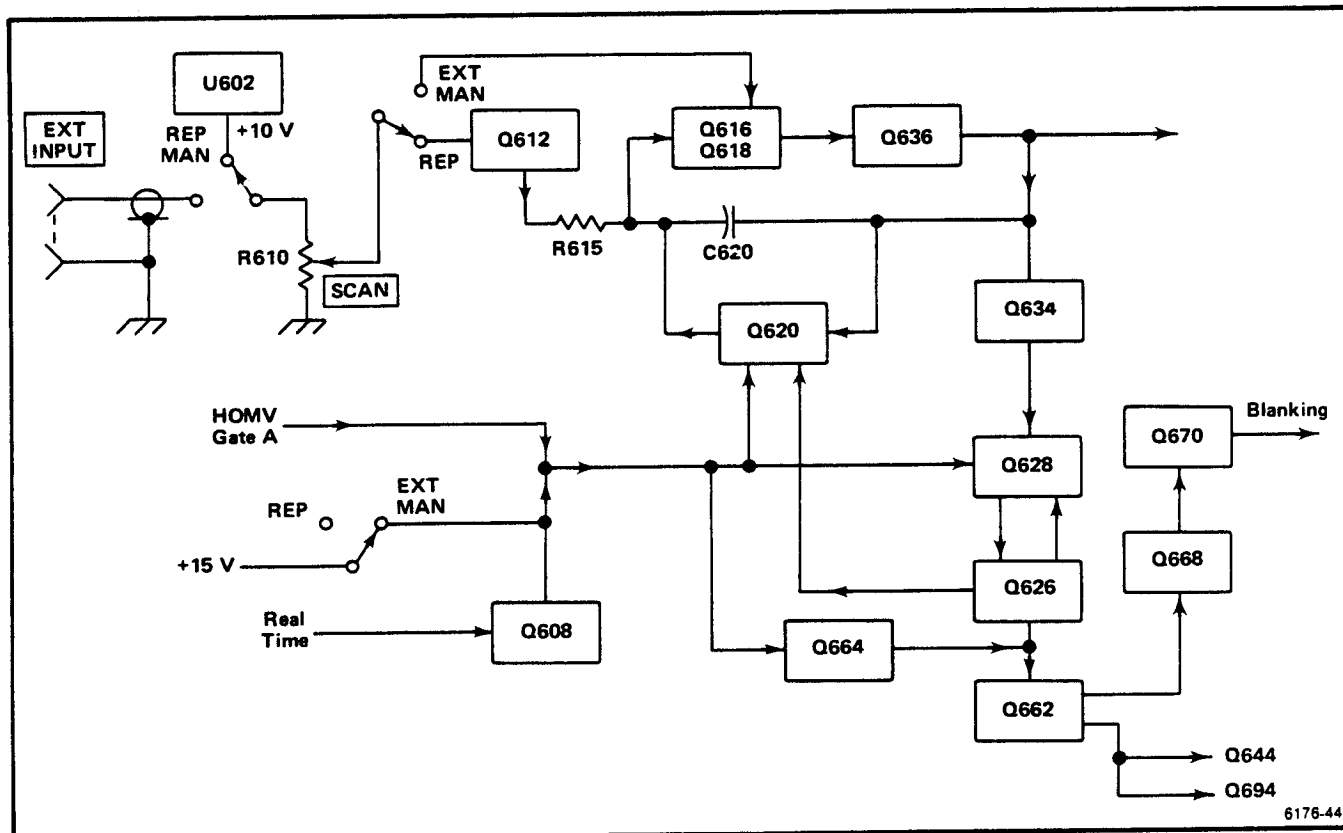 U602
EXT
INPUT
REP
MAN
+10 V
EXT
MAN
REP
Q612
Q616
Q618
Q636
R610
SCAN
R615
C620
Q620
Q634
HOMV
Gate A
Q628
Q670
Blanking
REP
EXT
MAN
+15 V
Q626
Q668
Real
Time
Q608
Q664
Q662
Q644
Q694
6176-44